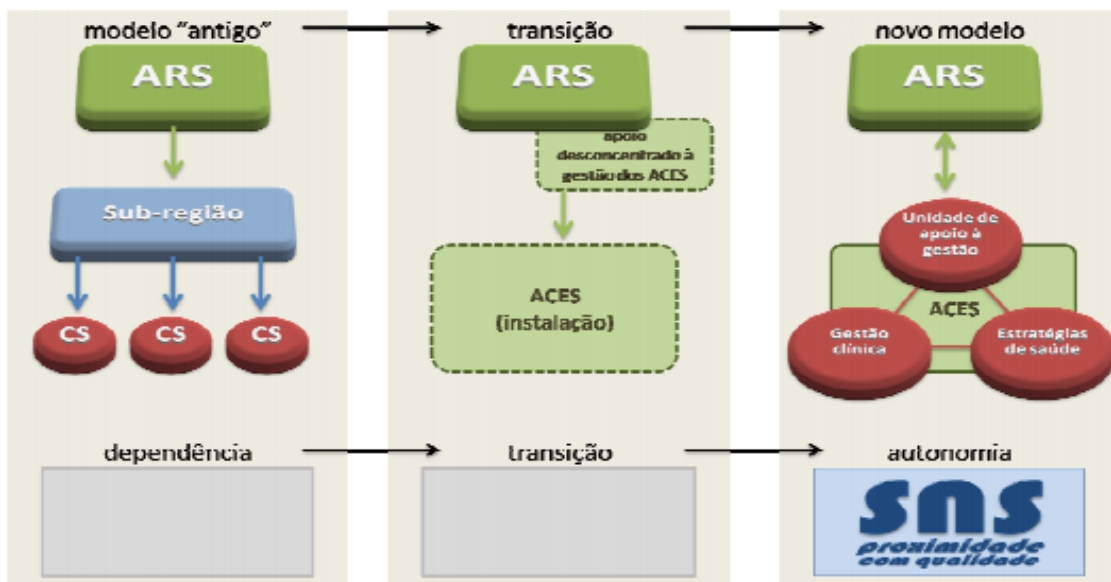 modelo “antigo”
transição
novo modelo
ARS
ARS
ARS
apoio
desconcentrado à
gestão dos ACES
Sub-região
Unidade de
apoio à
gestão
ACES
(instalação)
ACES
CS
CS
CS
Gestão
clínica
Estratégias
de saúde
dependência
transição
autonomia
sns
proximidade
com qualidade